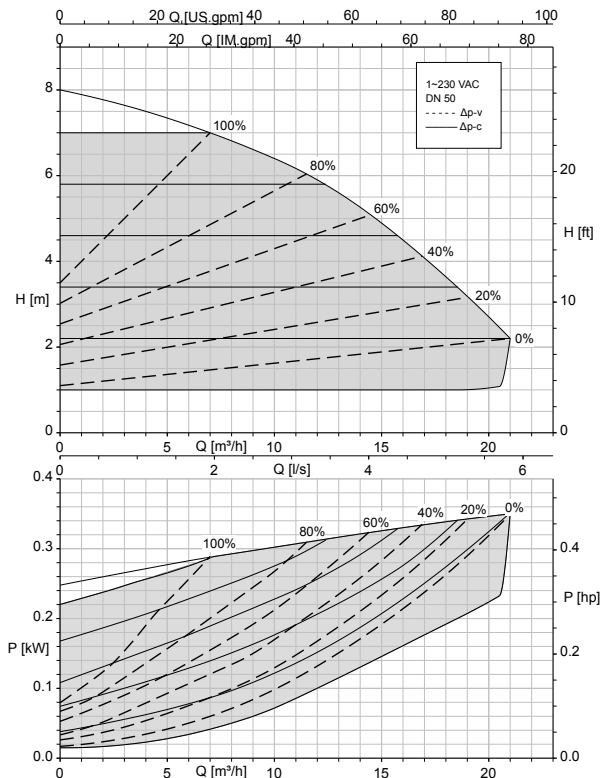 0 20 Q [US.gpm] 40 60 80 100
0 20 Q [IM.gpm] 40 60 80
8
1~230 VAC
DN 50
Δp-v
Δp-c
100%
80%
6
20
60%
H [ft]
4
40%
H [m]
20%
10
2
0%
0
0
0 5 Q [m³/h] 10 15 20
0 2 Q [l/s] 4 6
0.4
0%
20%
40%
60%
80%
100%
0.3
0.4
0.2
P [hp]
P [kW]
0.2
0.1
0.0
0.0
0 5 Q [m³/h] 10 15 20